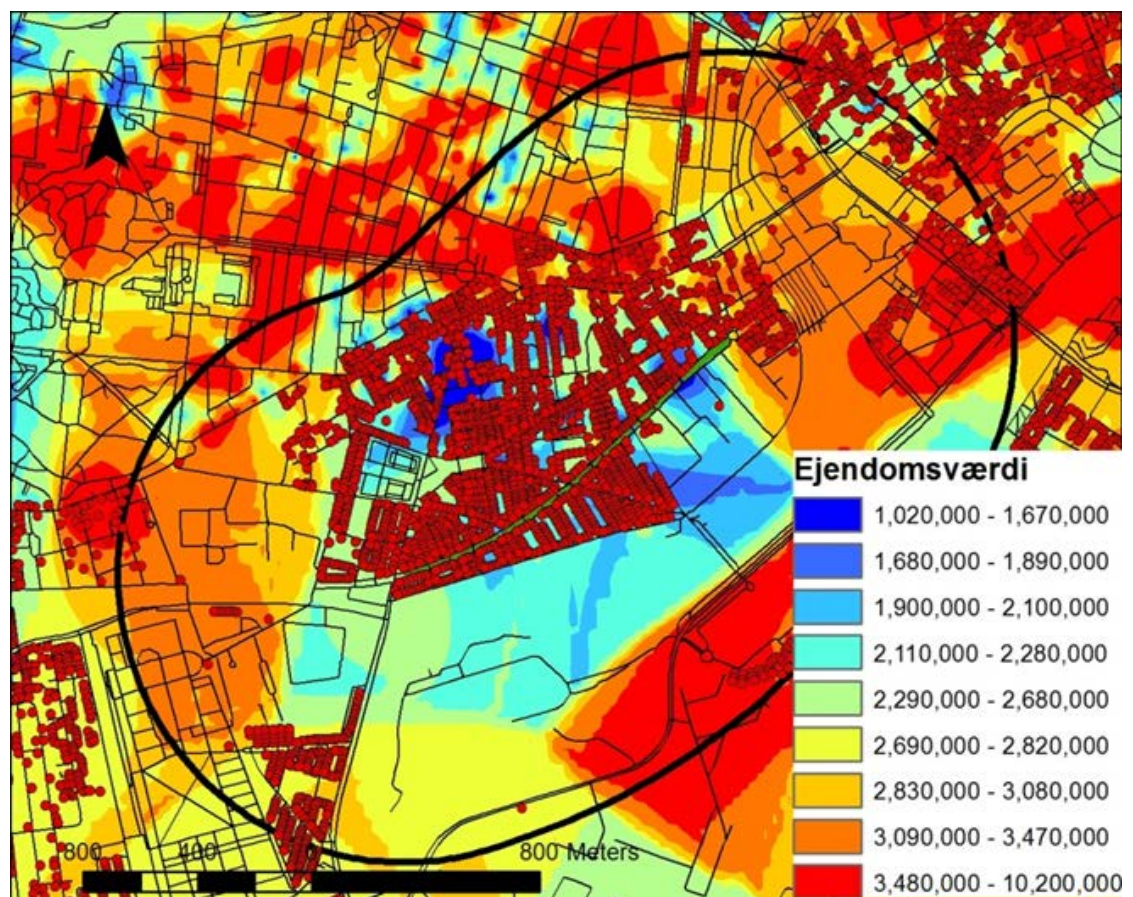 Ejendomsværdi
1,020,000 - 1,670,000
1,680,000 - 1,890,000
1,900,000 - 2,100,000
2,110,000 - 2,280,000
2,290,000 - 2,680,000
2,690,000 - 2,820,000
2,830,000 - 3,080,000
3,090,000 - 3,470,000
3,480,000 - 10,200,000
800 400 0 800 Meters